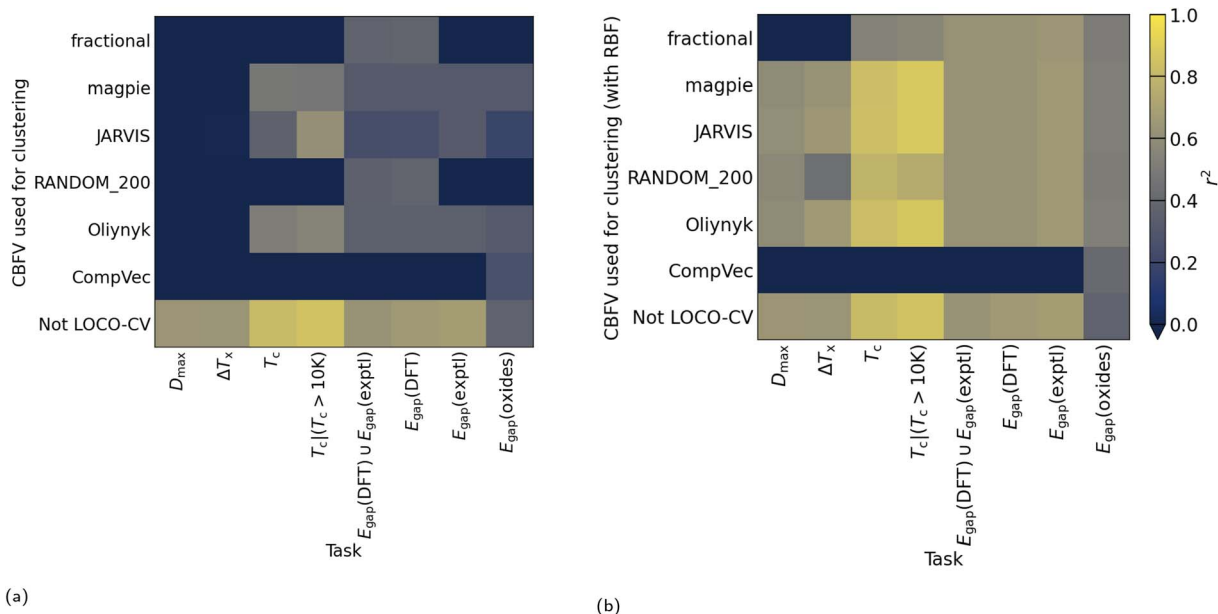 CBFV used for clustering
fractional
magpie
JARVIS
RANDOM_200
Oliynyk
CompVec
Not LOCO-CV
D_max
ΔT_x
T_c
T_c|(T_c > 10K)
E_gap(DFT) ∪ E_gap(exptl)
E_gap(DFT)
E_gap(exptl)
E_gap(oxides)
Task
(a)
CBFV used for clustering (with RBF)
fractional
magpie
JARVIS
RANDOM_200
Oliynyk
CompVec
Not LOCO-CV
D_max
ΔT_x
T_c
T_c|(T_c > 10K)
E_gap(DFT) ∪ E_gap(exptl)
E_gap(DFT)
E_gap(exptl)
E_gap(oxides)
Task
(b)
1.0
0.8
0.6
0.4
0.2
0.0
r²